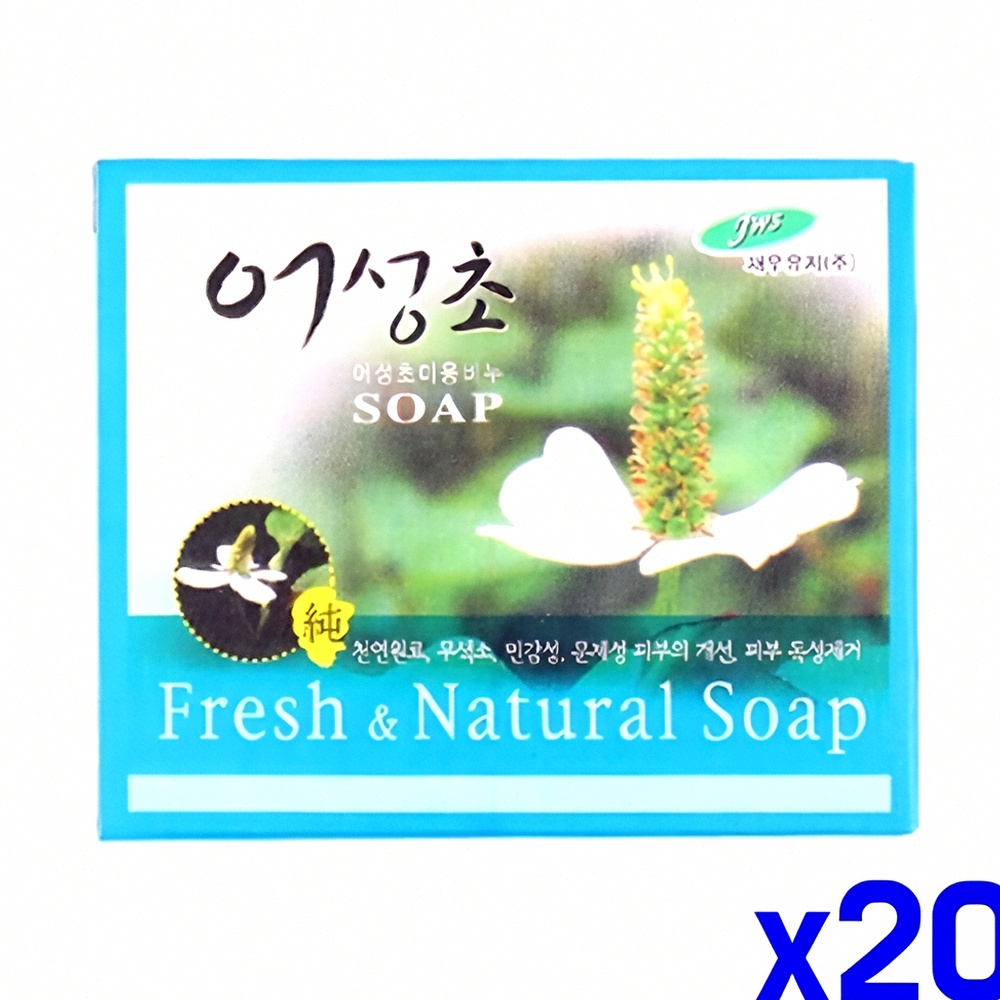 JWS
새우유지(주)
어성초
어성초미용비누
SOAP
純
천연원료, 무색소, 민감성, 문제성 피부의 개선, 피부 독성제거
Fresh & Natural Soap
x20